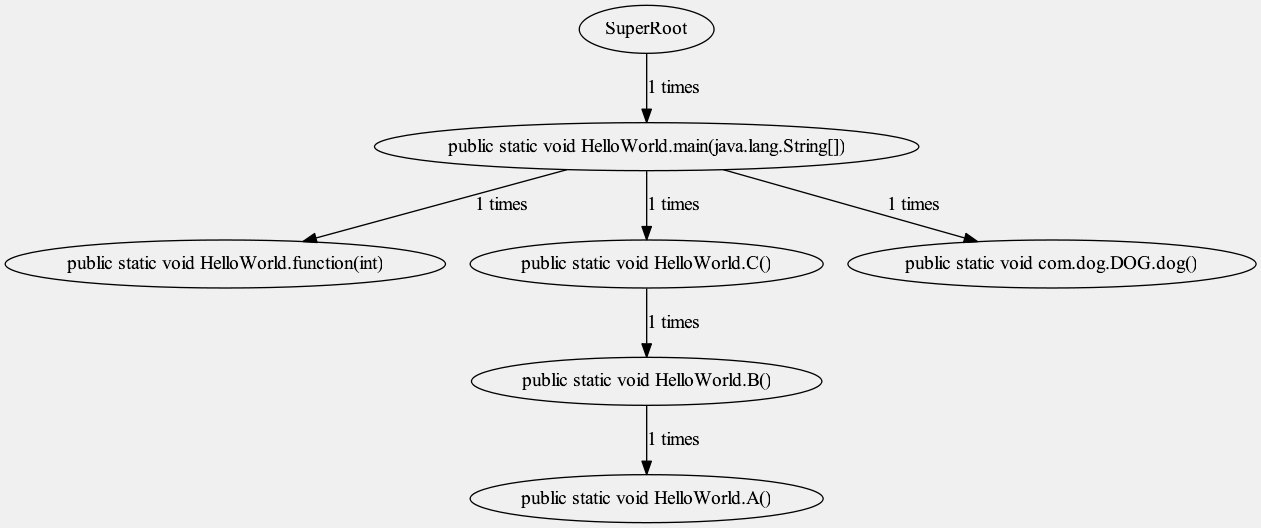 SuperRoot
1 times
public static void HelloWorld.main(java.lang.String[])
1 times
1 times
1 times
public static void HelloWorld.function(int)
public static void HelloWorld.C()
public static void com.dog.DOG.dog()
1 times
public static void HelloWorld.B()
1 times
public static void HelloWorld.A()